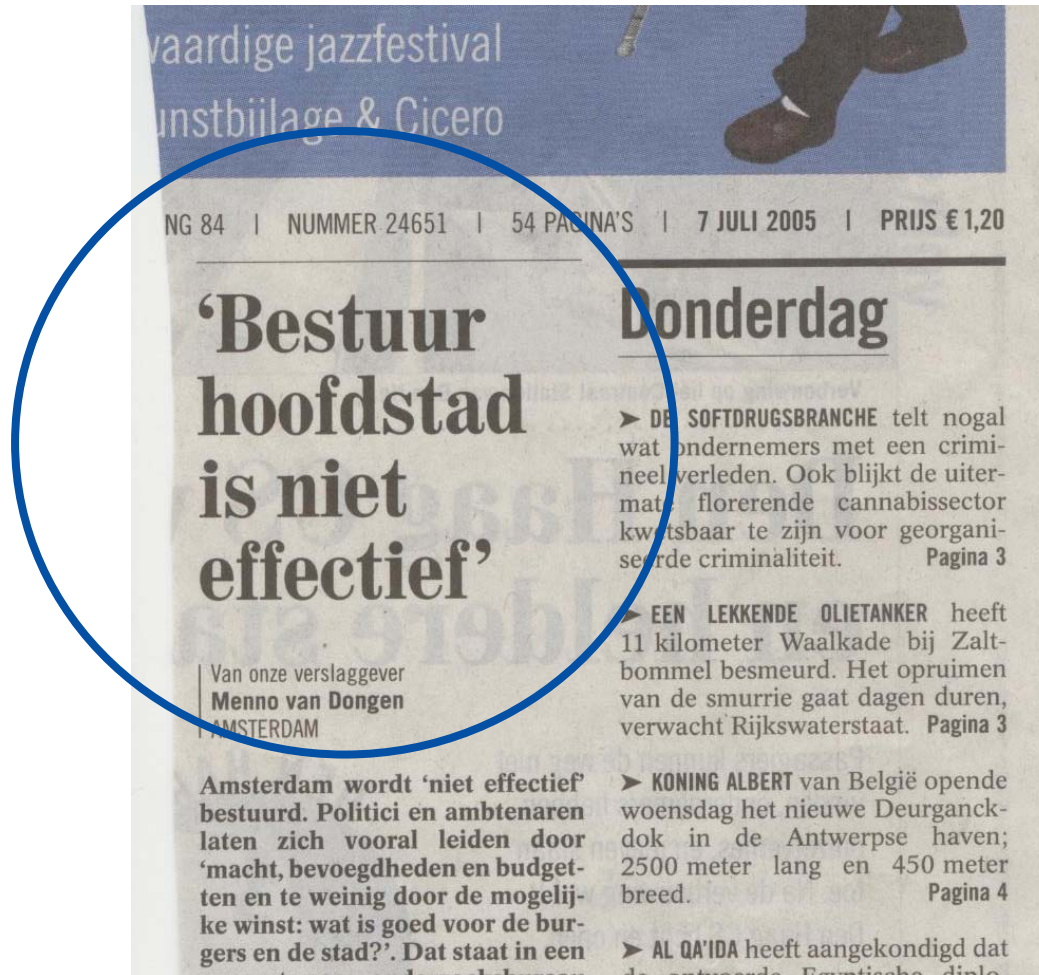 vaardige jazzfestival
unstbijlage & Cicero
NG 84 | NUMMER 24651 | 54 PAGINA'S | 7 JULI 2005 | PRIJS € 1,20
‘Bestuur
hoofdstad
is niet
effectief’
Van onze verslaggever
Menno van Dongen
AMSTERDAM
Amsterdam wordt ‘niet effectief’
bestuurd. Politici en ambtenaren
laten zich vooral leiden door
‘macht, bevoegdheden en budget-
ten en te weinig door de mogelij-
ke winst: wat is goed voor de bur-
gers en de stad?’. Dat staat in een
Donderdag
➤ DE SOFTDRUGSBRANCHE telt nogal
wat ondernemers met een crimi-
neel verleden. Ook blijkt de uiter-
mate florerende cannabissector
kwetsbaar te zijn voor georgani-
seerde criminaliteit. Pagina 3
➤ EEN LEKKENDE OLIETANKER heeft
11 kilometer Waalkade bij Zalt-
bommel besmeurd. Het opruimen
van de smurrie gaat dagen duren,
verwacht Rijkswaterstaat. Pagina 3
➤ KONING ALBERT van België opende
woensdag het nieuwe Deurganck-
dok in de Antwerpse haven;
2500 meter lang en 450 meter
breed. Pagina 4
➤ AL QA'IDA heeft aangekondigd dat